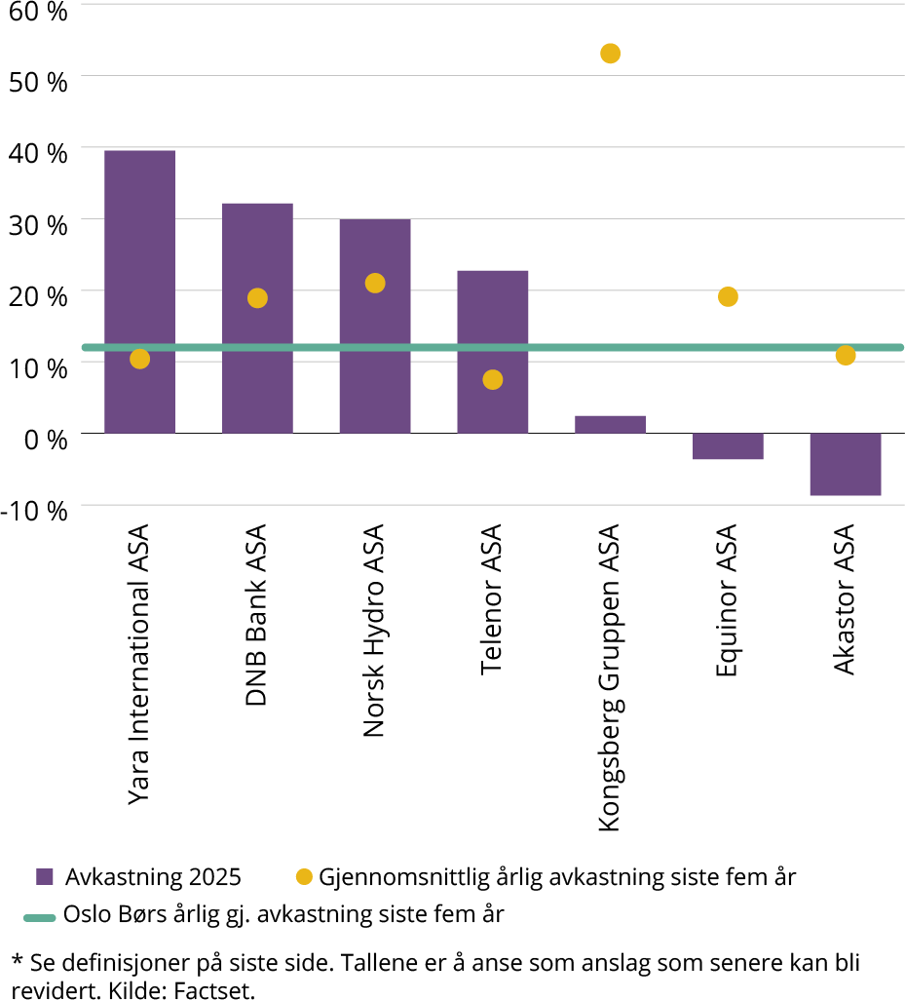 60 %
50 %
40 %
30 %
20 %
10 %
0 %
-10 %
Yara International ASA
DNB Bank ASA
Norsk Hydro ASA
Telenor ASA
Kongsberg Gruppen ASA
Equinor ASA
Akastor ASA
Avkastning 2025
Gjennomsnittlig årlig avkastning siste fem år
Oslo Børs årlig gj. avkastning siste fem år
* Se definisjoner på siste side. Tallene er å anse som anslag som senere kan bli
revidert. Kilde: Factset.